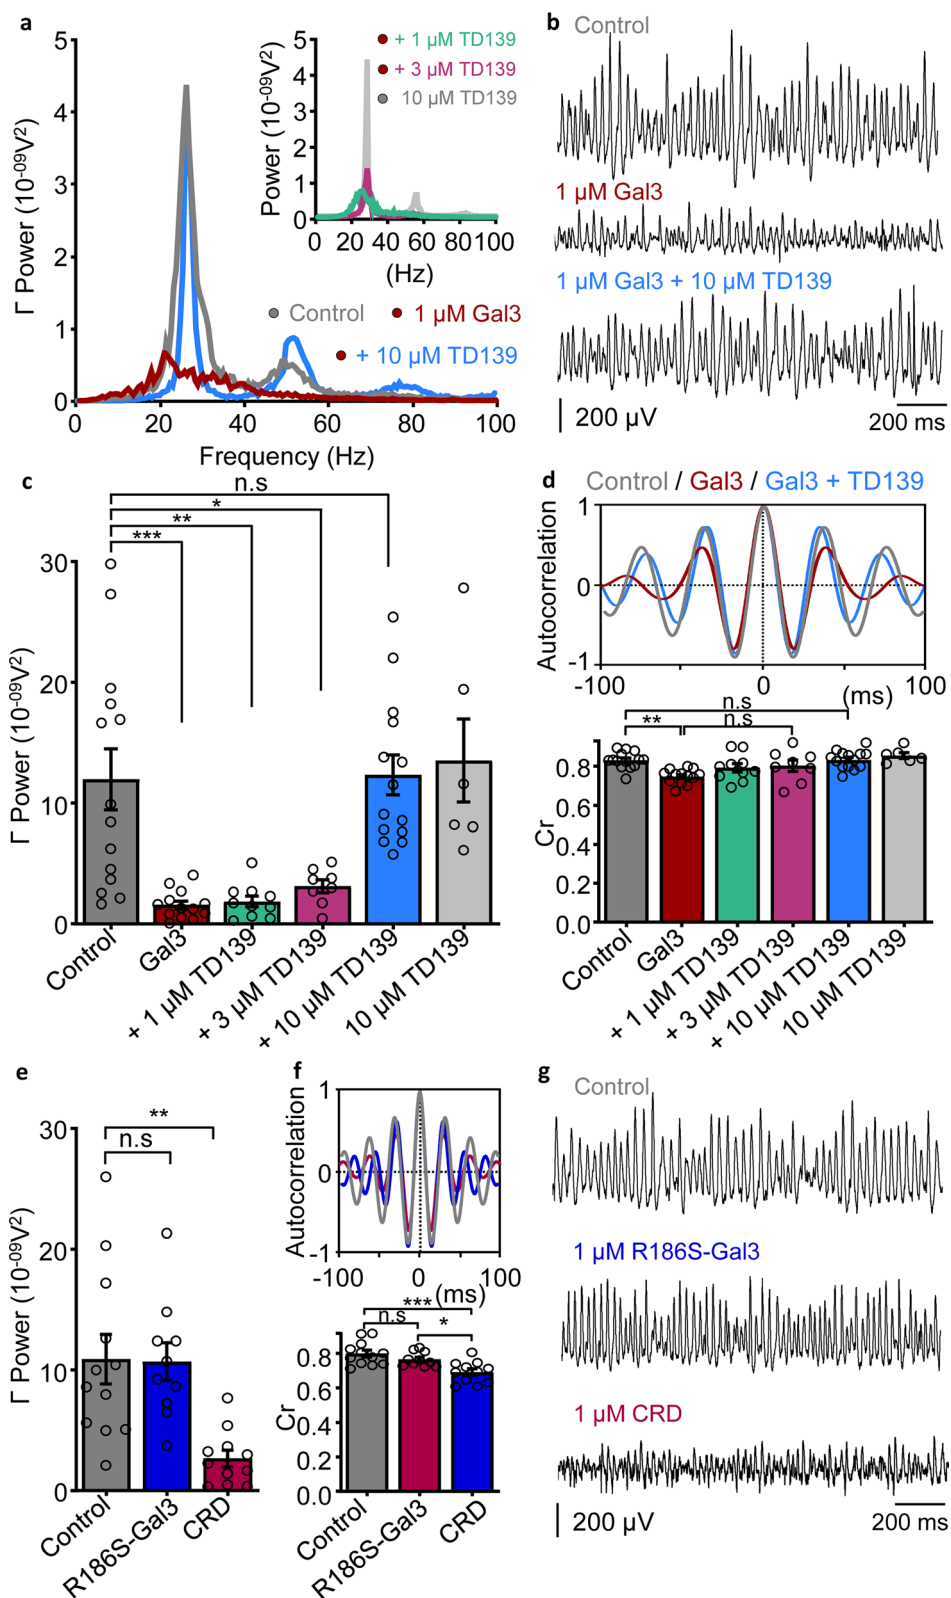 a
5
4
3
2
1
0
Γ Power (10⁻⁰⁹V²)
0 20 40 60 80 100
Frequency (Hz)
Control
1 µM Gal3
+ 10 µM TD139
5
4
3
2
1
0
Power (10⁻⁰⁹V²)
+ 1 µM TD139
+ 3 µM TD139
10 µM TD139
0 20 40 60 80 100
(Hz)
b
Control
1 µM Gal3
1 µM Gal3 + 10 µM TD139
200 µV
200 ms
c
n.s
*
**
***
30
20
10
0
Γ Power (10⁻⁰⁹V²)
Control
Gal3
+ 1 µM TD139
+ 3 µM TD139
+ 10 µM TD139
10 µM TD139
d
Control / Gal3 / Gal3 + TD139
Autocorrelation
1
0
-1
-100 0 100
(ms)
n.s
** n.s
0.8
0.6
0.4
0.2
0.0
Cr
Control
Gal3
+ 1 µM TD139
+ 3 µM TD139
+ 10 µM TD139
10 µM TD139
e
**
n.s
30
20
10
0
Γ Power (10⁻⁰⁹V²)
Control
R186S-Gal3
CRD
f
Autocorrelation
1
0
-1
-100 0 100
(ms)
***
n.s *
0.8
0.6
0.4
0.2
0.0
Cr
Control
R186S-Gal3
CRD
g
Control
1 µM R186S-Gal3
1 µM CRD
200 µV
200 ms